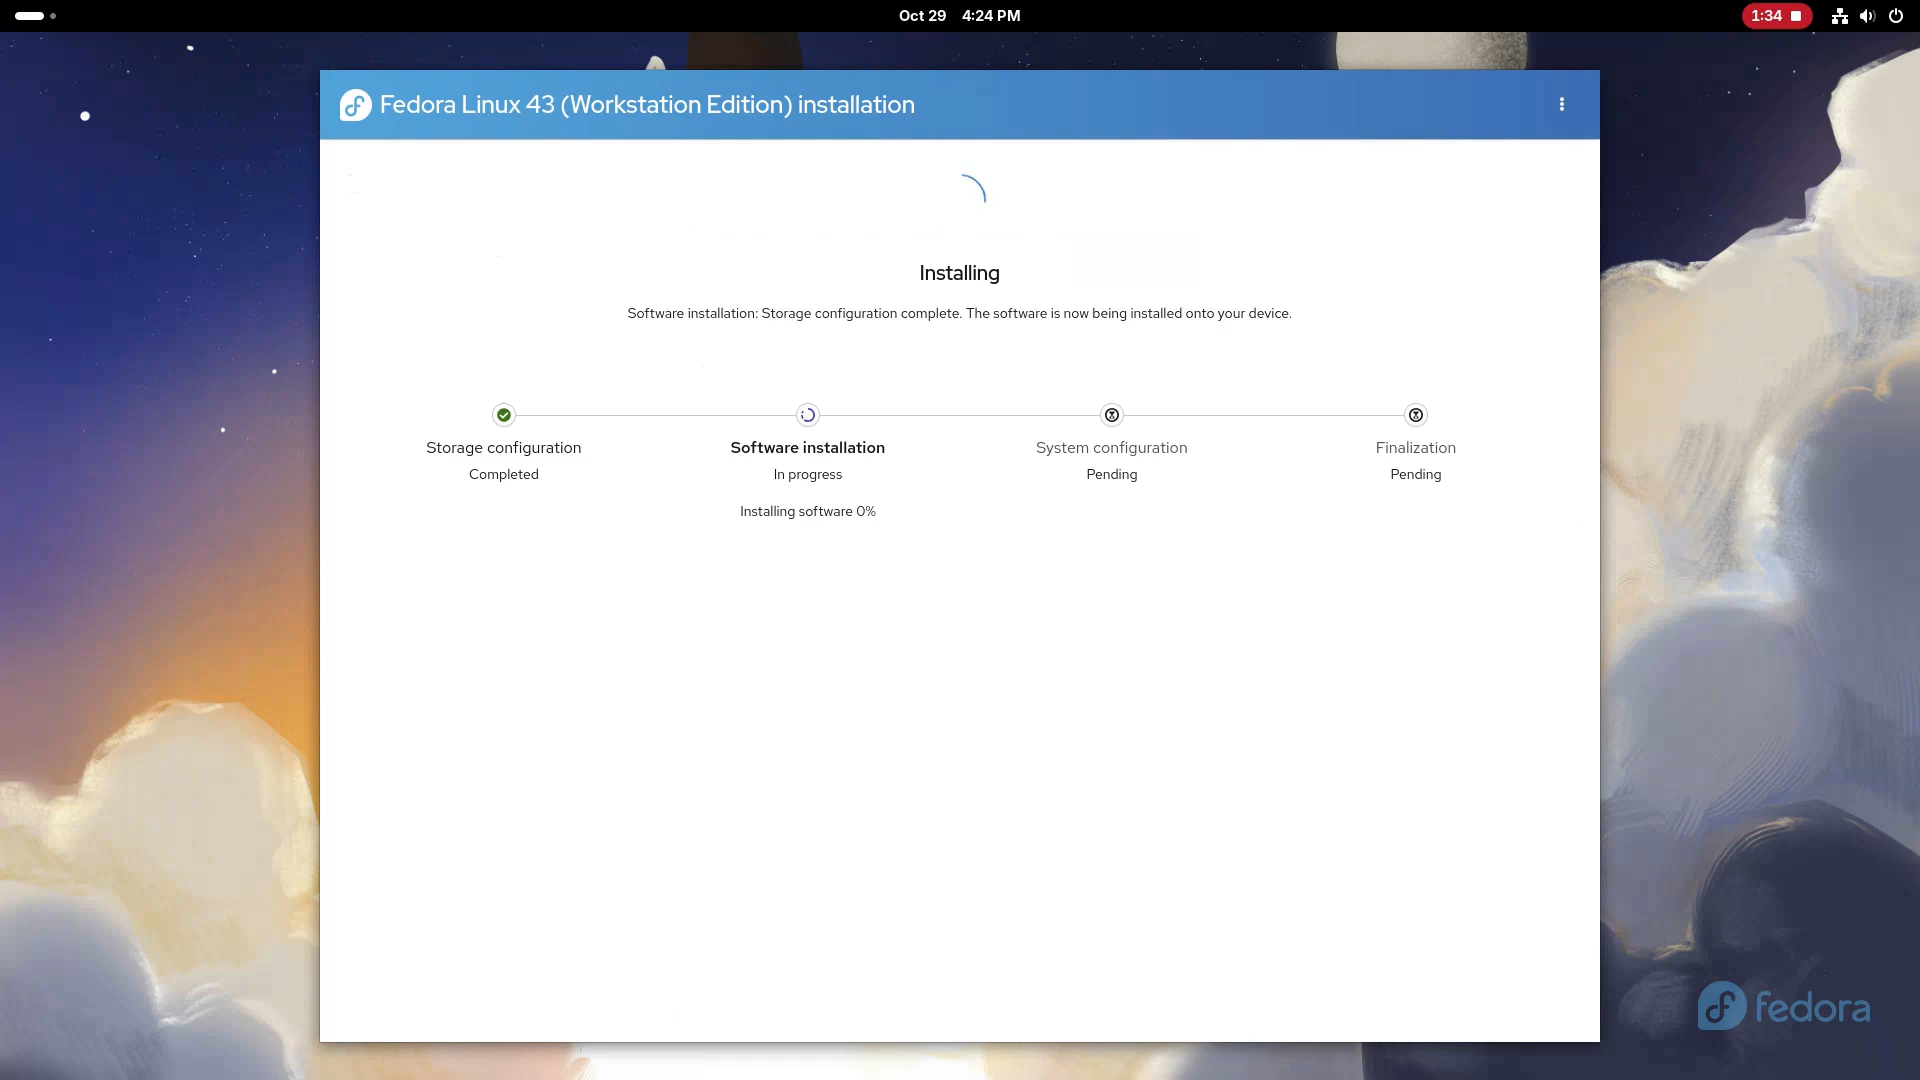 Oct 29 4:24 PM
1:34
Fedora Linux 43 (Workstation Edition) installation
Installing
Software installation: Storage configuration complete. The software is now being installed onto your device.
Storage configuration
Completed
Software installation
In progress
Installing software 0%
System configuration
Pending
Finalization
Pending
fedora